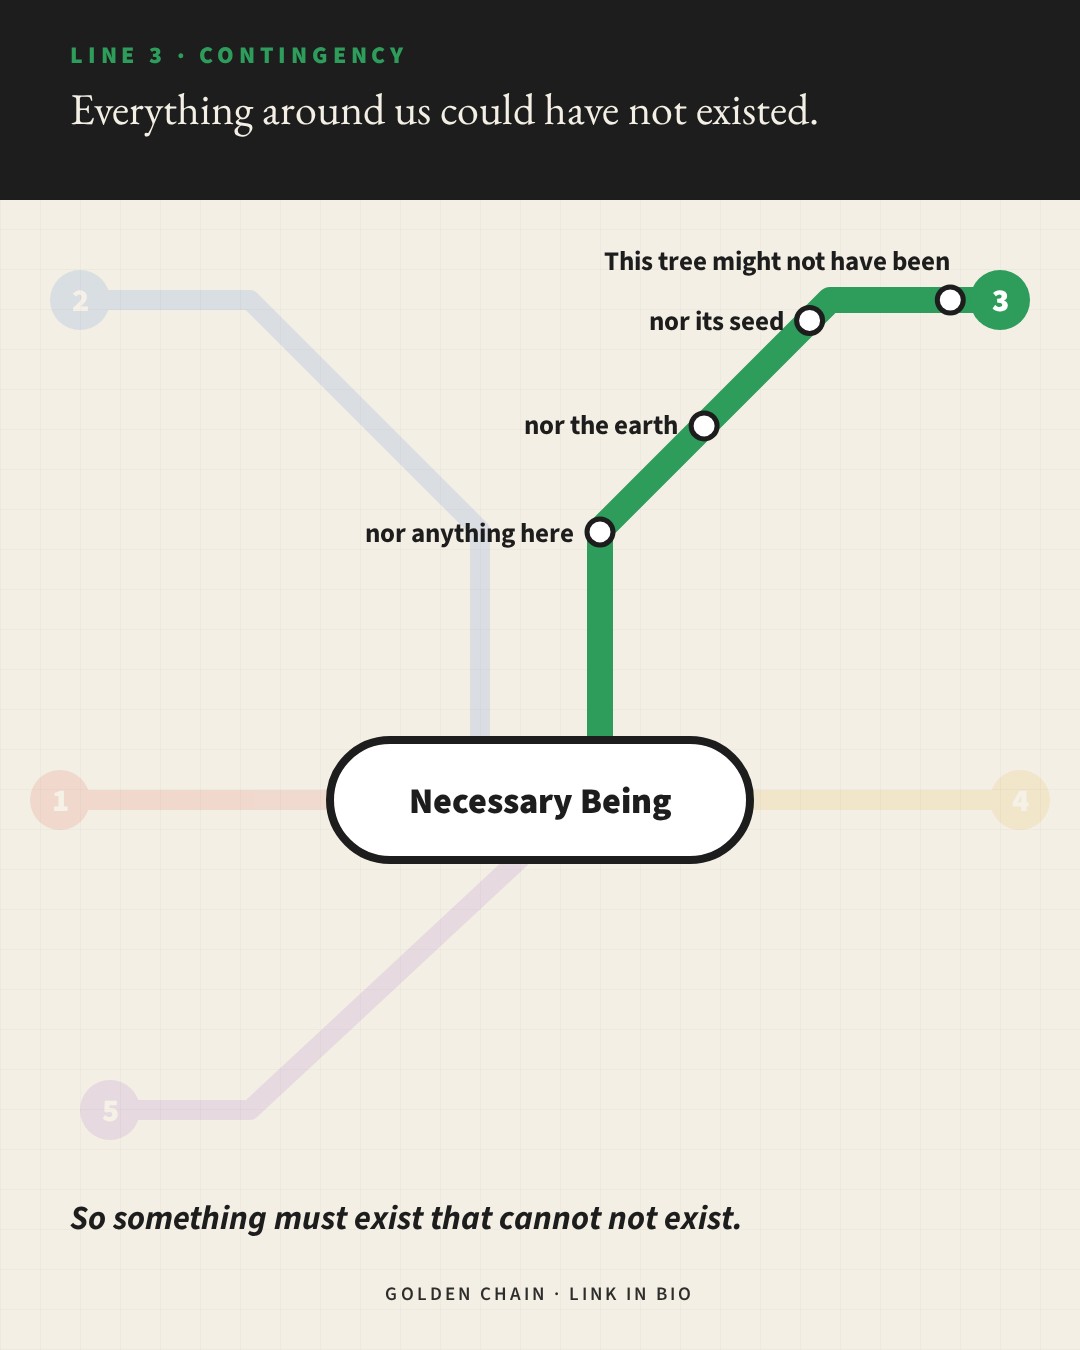 LINE 3 · CONTINGENCY
Everything around us could have not existed.
This tree might not have been
2
3
nor its seed
nor the earth
nor anything here
1
Necessary Being
4
5
So something must exist that cannot not exist.
GOLDEN CHAIN · LINK IN BIO